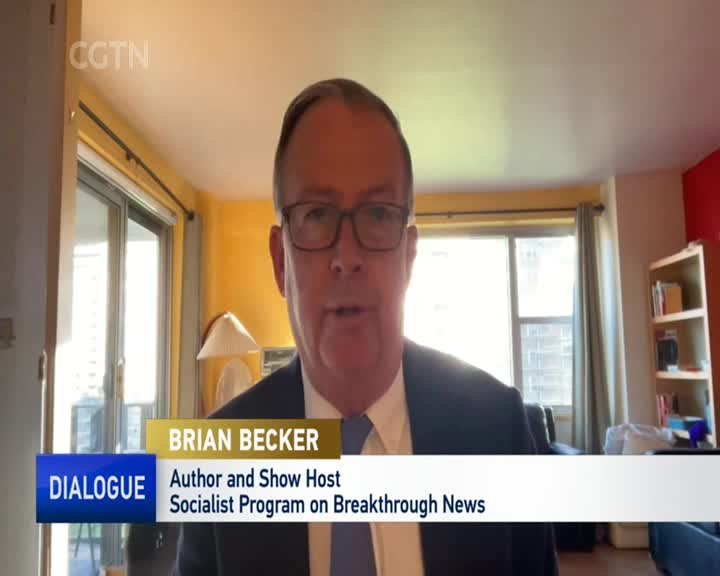 CGTN
BRIAN BECKER
DIALOGUE
Author and Show Host
Socialist Program on Breakthrough News